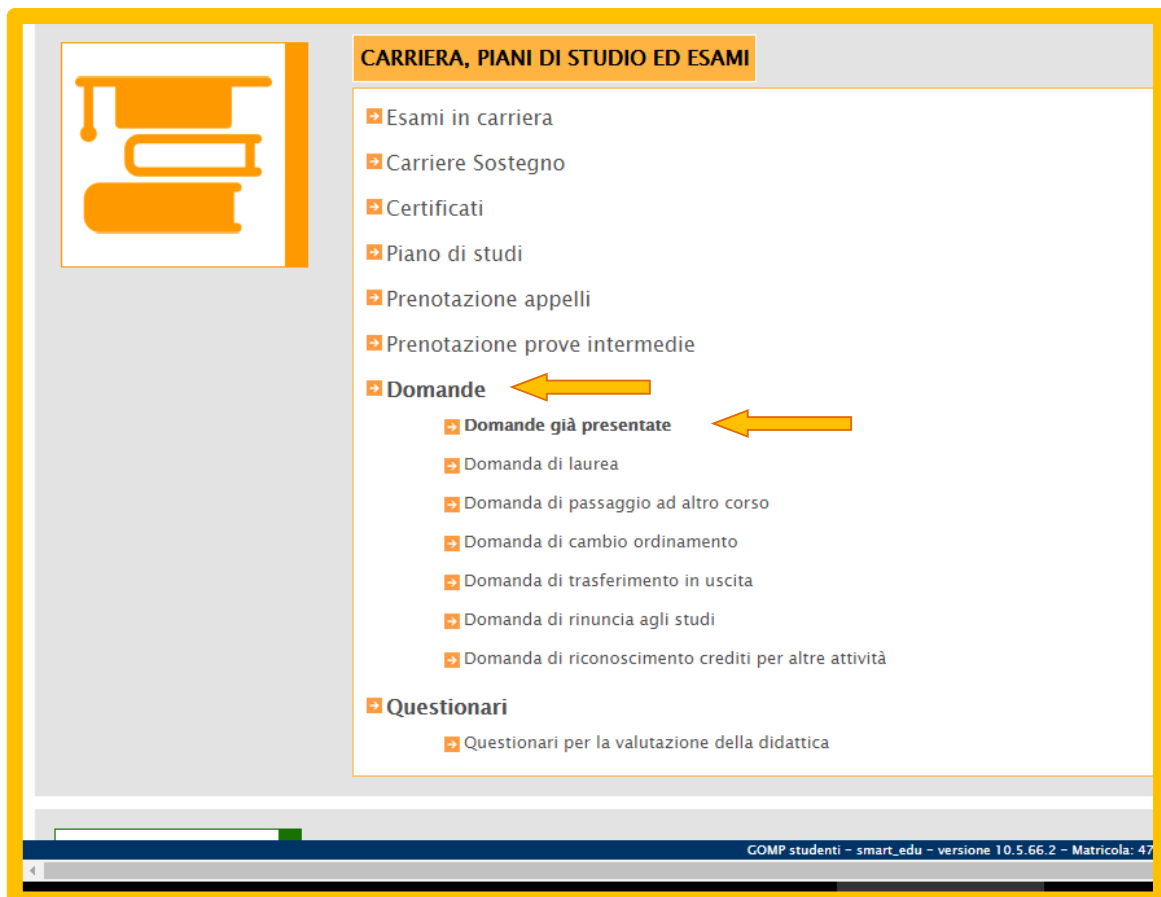 CARRIERA, PIANI DI STUDIO ED ESAMI
Esami in carriera
Carriere Sostegno
Certificati
Piano di studi
Prenotazione appelli
Prenotazione prove intermedie
Domande
Domande già presentate
Domanda di laurea
Domanda di passaggio ad altro corso
Domanda di cambio ordinamento
Domanda di trasferimento in uscita
Domanda di rinuncia agli studi
Domanda di riconoscimento crediti per altre attività
Questionari
Questionari per la valutazione della didattica
GOMP studenti - smart_edu - versione 10.5.66.2 - Matricola: 47